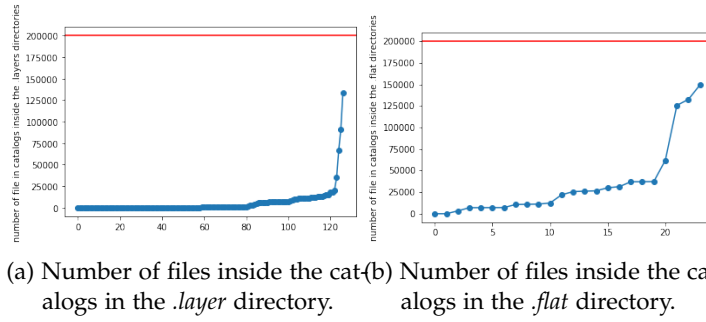 number of file in catalogs inside the .layers directories
200000
175000
150000
125000
100000
75000
50000
25000
0
0 20 40 60 80 100 120
(a) Number of files inside the cat-
alogs in the .layer directory.
number of file in catalogs inside the .flat directories
200000
175000
150000
125000
100000
75000
50000
25000
0
0 5 10 15 20
(b) Number of files inside the ca
alogs in the .flat directory.